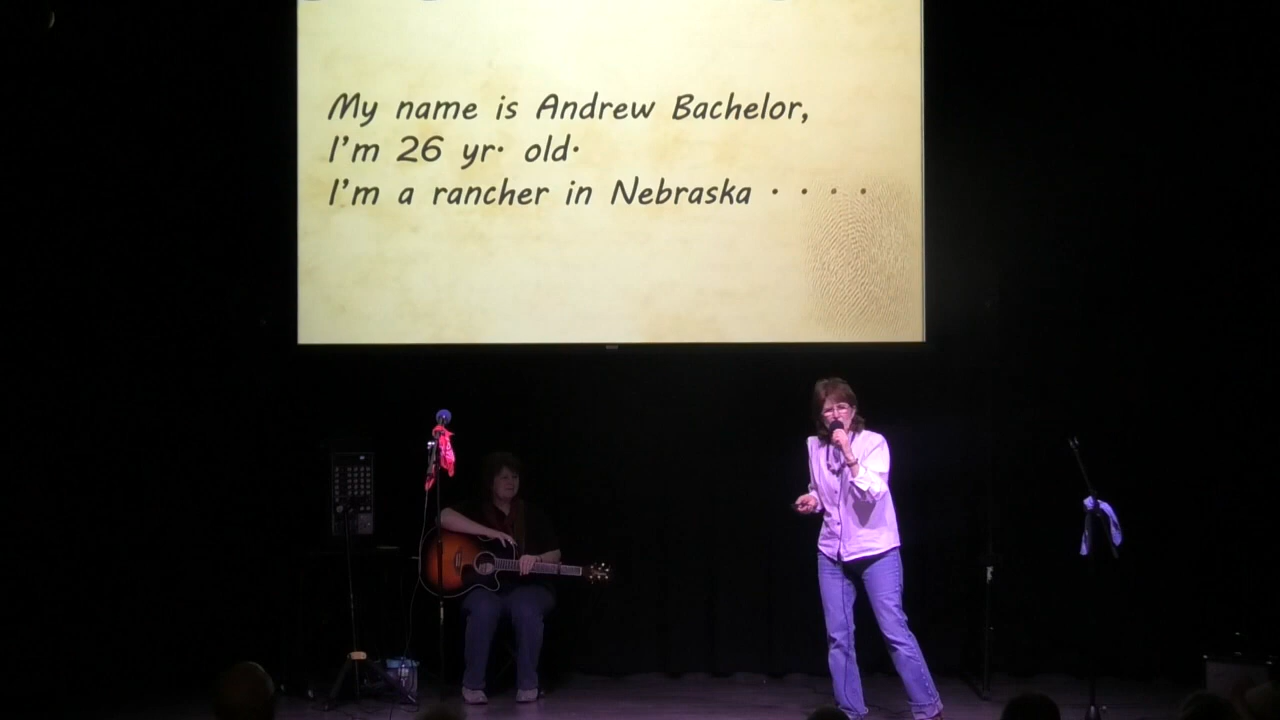 My name is Andrew Bachelor,
I'm 26 yr. old.
I'm a rancher in Nebraska . . . .